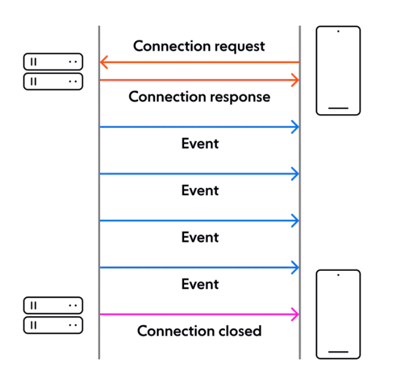 Connection request
Connection response
Event
Event
Event
Event
Connection closed